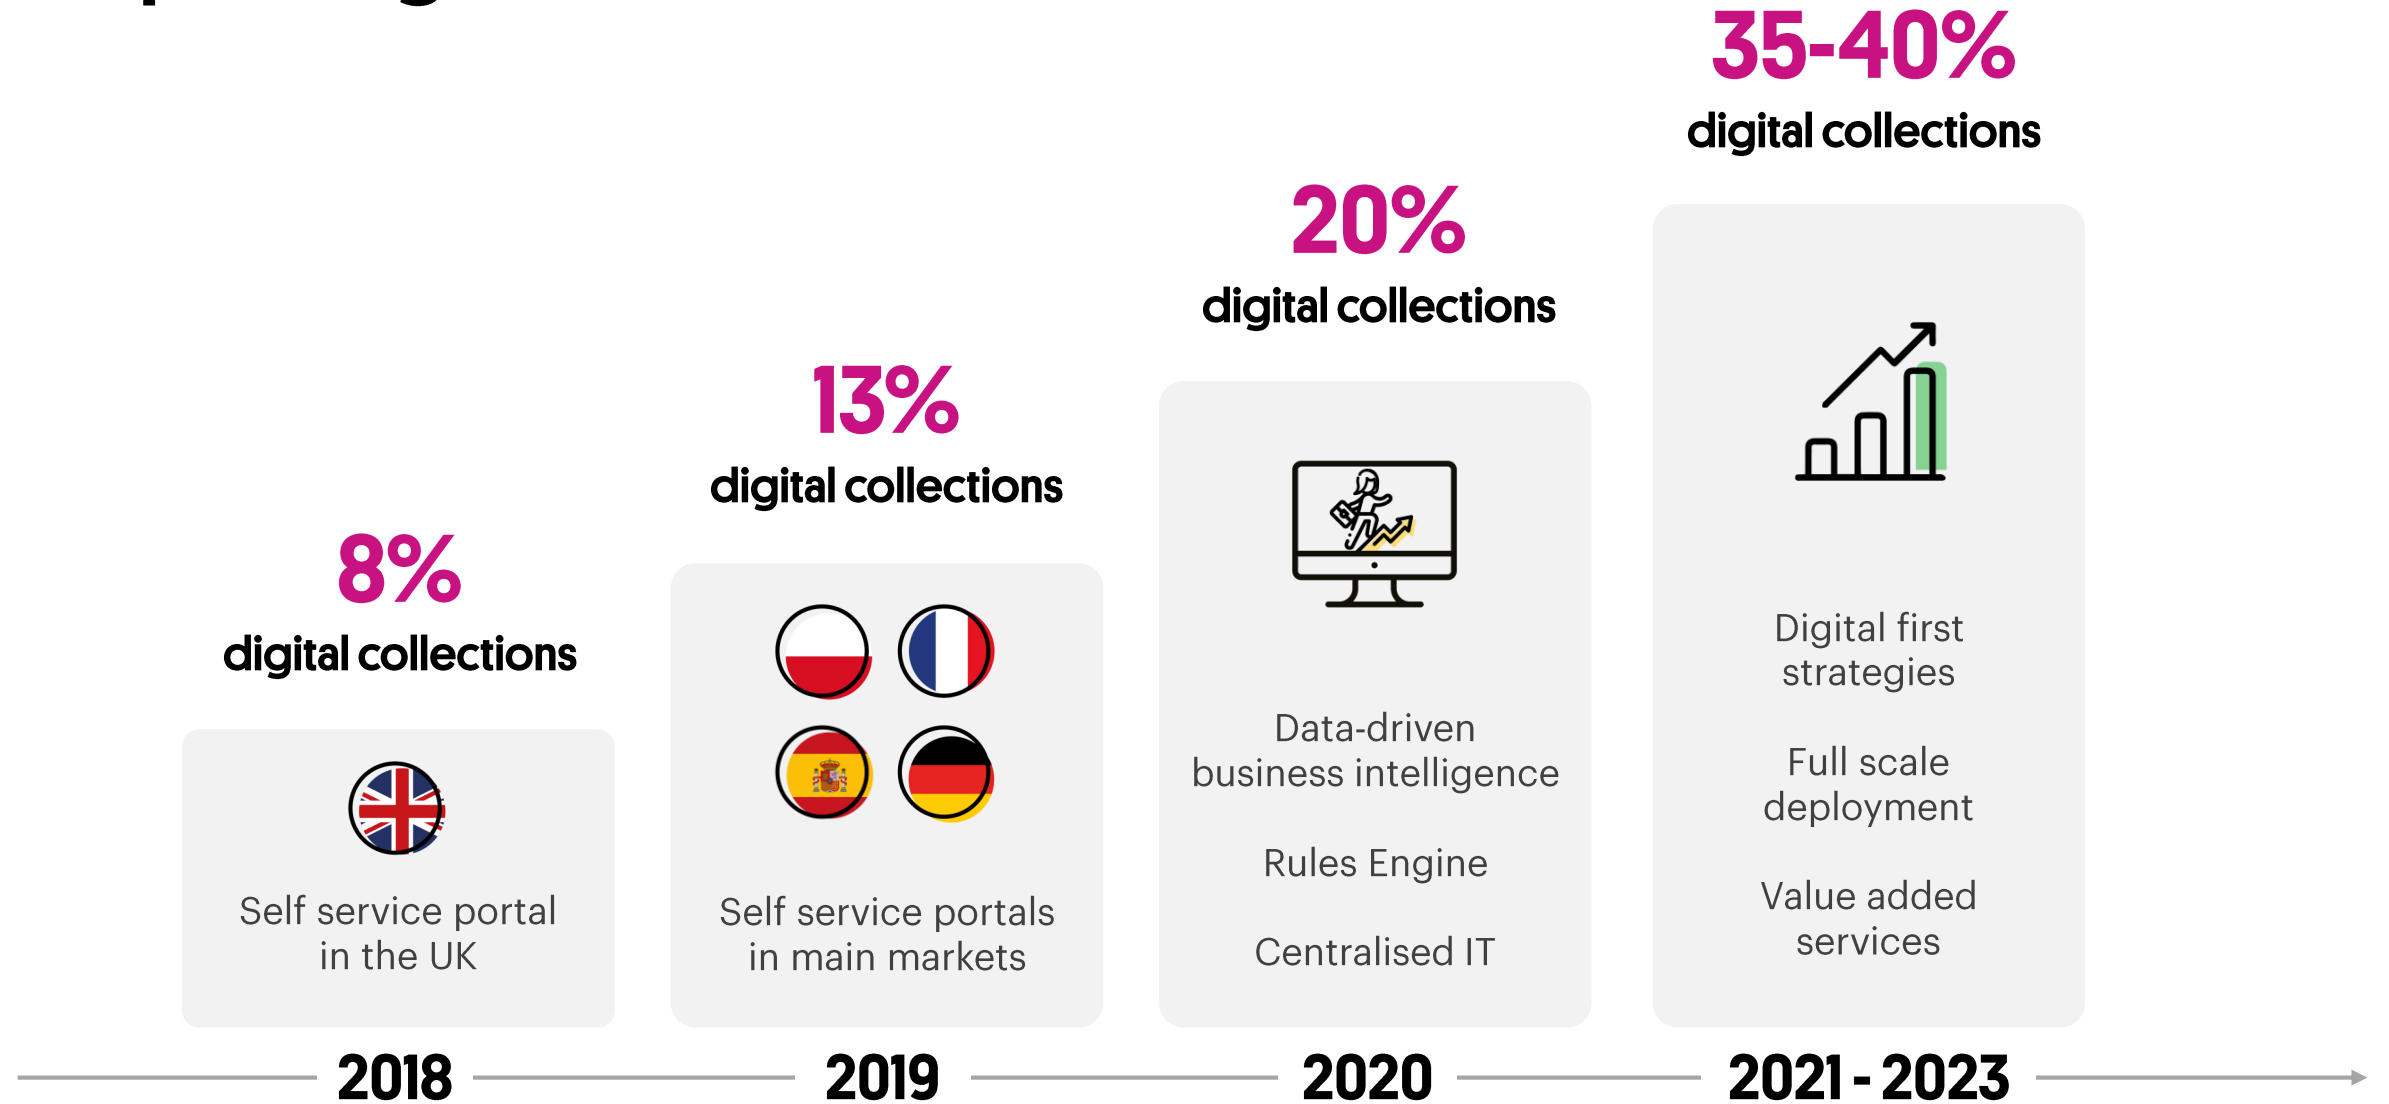 8%
digital collections
Self service portal
in the UK
2018
13%
digital collections
Self service portals
in main markets
2019
20%
digital collections
Data-driven
business intelligence
Rules Engine
Centralised IT
2020
35-40%
digital collections
Digital first
strategies
Full scale
deployment
Value added
services
2021 - 2023